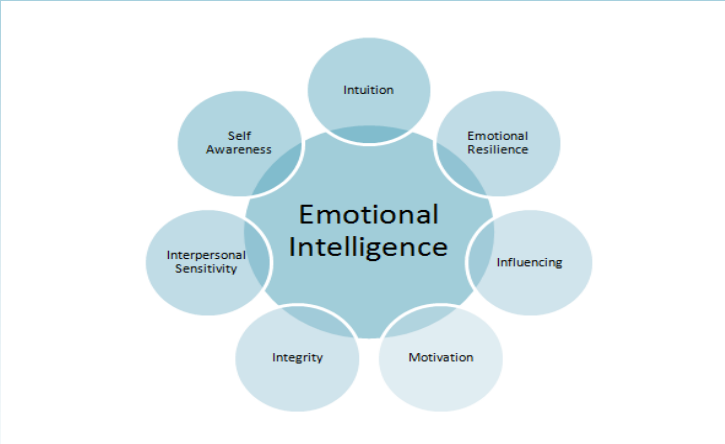 Intuition
Self
Awareness
Emotional
Resilience
Emotional
Intelligence
Interpersonal
Sensitivity
Influencing
Integrity
Motivation